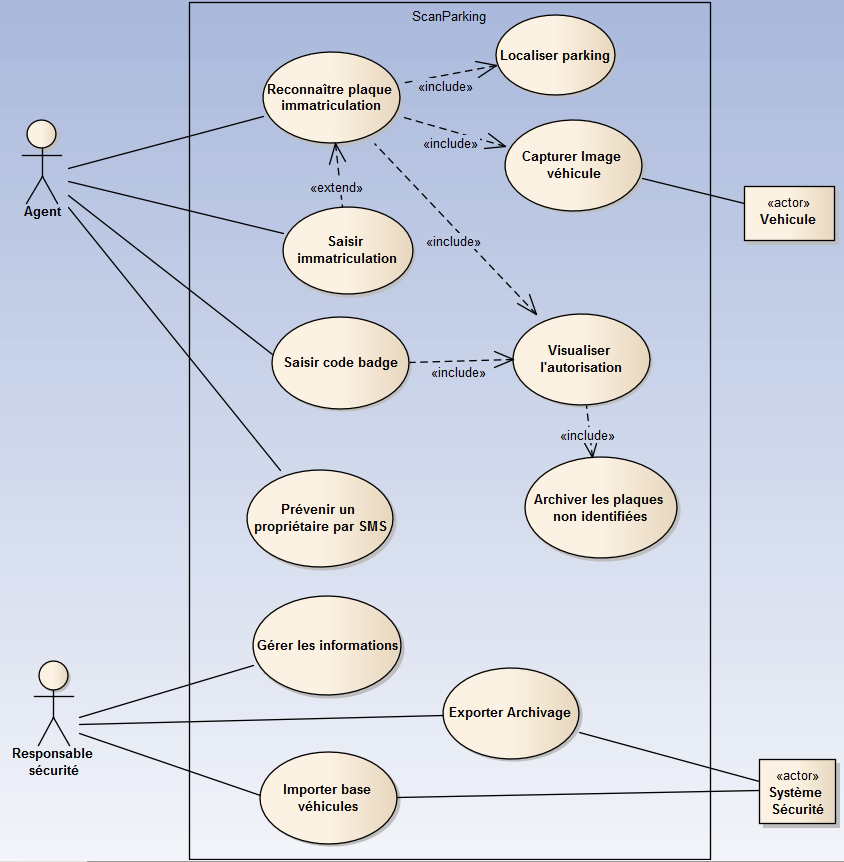 ScanParking
Localiser parking
Reconnaître plaque
immatriculation
«include»
«include»
Capturer Image
véhicule
«actor»
Vehicule
Agent
«extend»
Saisir
immatriculation
«include»
Saisir code badge
«include»
Visualiser
l'autorisation
«include»
Archiver les plaques
non identifiées
Prévenir un
propriétaire par SMS
Gérer les informations
Exporter Archivage
Responsable
sécurité
Importer base
véhicules
«actor»
Système
Sécurité